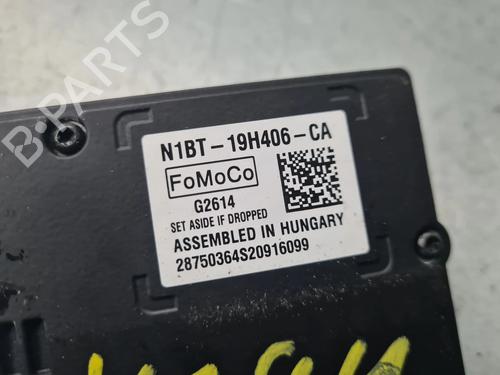 B-PARTS
N1BT-19H406-CA
FoMoCo
G2614
SET ASIDE IF DROPPED
ASSEMBLED IN HUNGARY
28750364S20916099